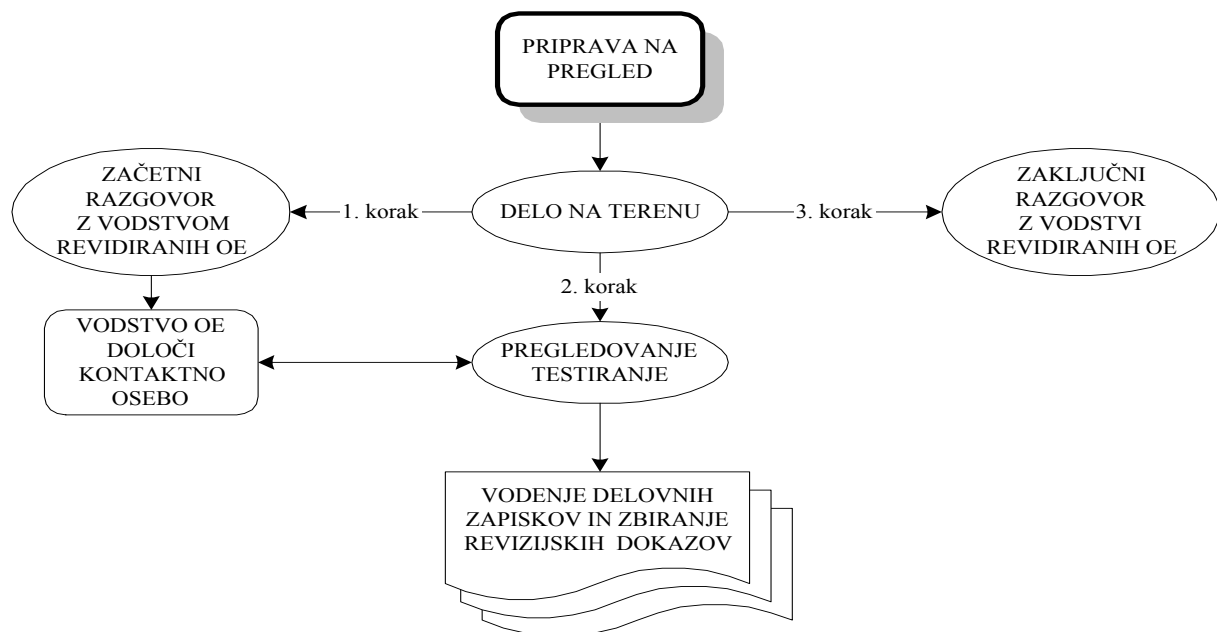 PRIPRAVA NA
PREGLED
ZAČETNI
RAZGOVOR
Z VODSTVOM
REVIDIRANIH OE
1. korak
DELO NA TERENU
3. korak
ZAKLJUČNI
RAZGOVOR
Z VODSTVI
REVIDIRANIH OE
2. korak
VODSTVO OE
DOLOČI
KONTAKTNO
OSEBO
PREGLEDOVANJE
TESTIRANJE
VODENJE DELOVNIH
ZAPISKOV IN ZBIRANJE
REVIZIJSKIH DOKAZOV